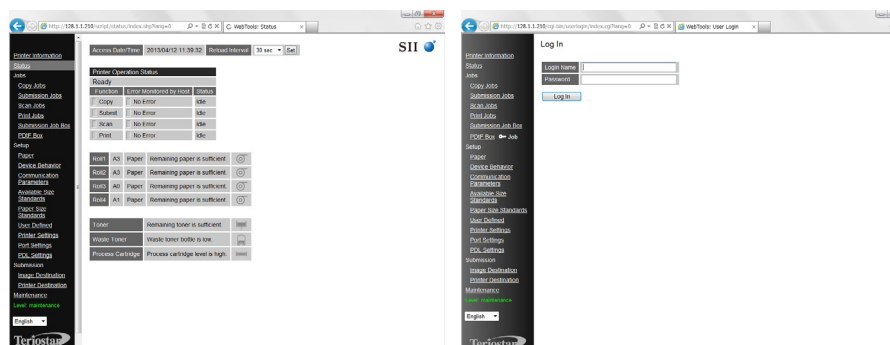 http://128.1.1.210/script/status/index.php?lang=0
WebTools: Status
Printer Information
Status
Jobs
Copy Jobs
Submission Jobs
Scan Jobs
Print Jobs
Submission Job Box
PDIF Box
Setup
Paper
Device Behavior
Communication
Parameters
Available Size
Standards
Paper Size
Standards
User Defined
Printer Settings
Port Settings
PDL Settings
Submission
Image Destination
Printer Destination
Maintenance
Level: maintenance
English
Teriostar
Access Date/Time 2013/04/12 11:39:32 Reload Interval 30 sec Set
SII
Printer Operation Status
Ready
Function Error Monitored by Host Status
Copy No Error Idle
Submit No Error Idle
Scan No Error Idle
Print No Error Idle
Roll1 A3 Paper Remaining paper is sufficient.
Roll2 A3 Paper Remaining paper is sufficient.
Roll3 A0 Paper Remaining paper is sufficient.
Roll4 A1 Paper Remaining paper is sufficient.
Toner Remaining toner is sufficient.
Waste Toner Waste toner bottle is low.
Process Cartridge Process cartridge level is high.
http://128.1.1.210/cgi-bin/userlogin/index.cgi?lang=0
WebTools: User Login
Printer Information
Status
Jobs
Copy Jobs
Submission Jobs
Scan Jobs
Print Jobs
Submission Job Box
PDIF Box Job
Setup
Paper
Device Behavior
Communication
Parameters
Available Size
Standards
Paper Size Standards
User Defined
Printer Settings
Port Settings
PDL Settings
Submission
Image Destination
Printer Destination
Maintenance
Level: maintenance
English
Teriostar
Log In
Login Name
Password
Log In